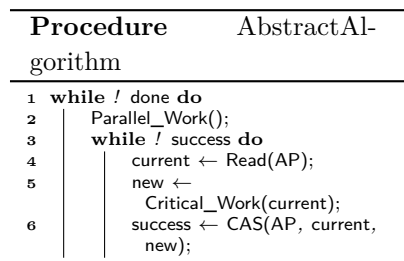 Procedure AbstractAl-
gorithm
1 while ! done do
2 Parallel_Work();
3 while ! success do
4 current ← Read(AP);
5 new ←
Critical_Work(current);
6 success ← CAS(AP, current,
new);